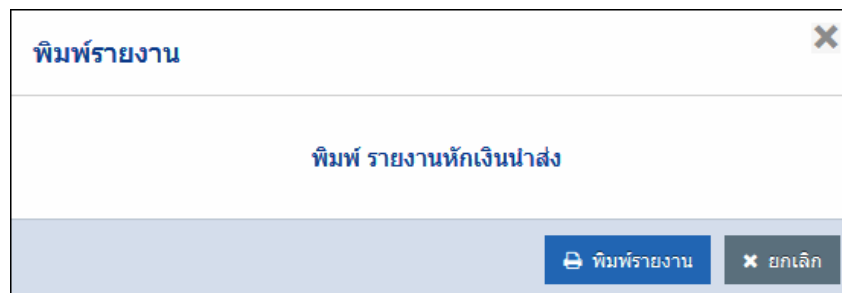 พิมพ์รายงาน
พิมพ์ รายงานหักเงินนำส่ง
พิมพ์รายงาน
ยกเลิก